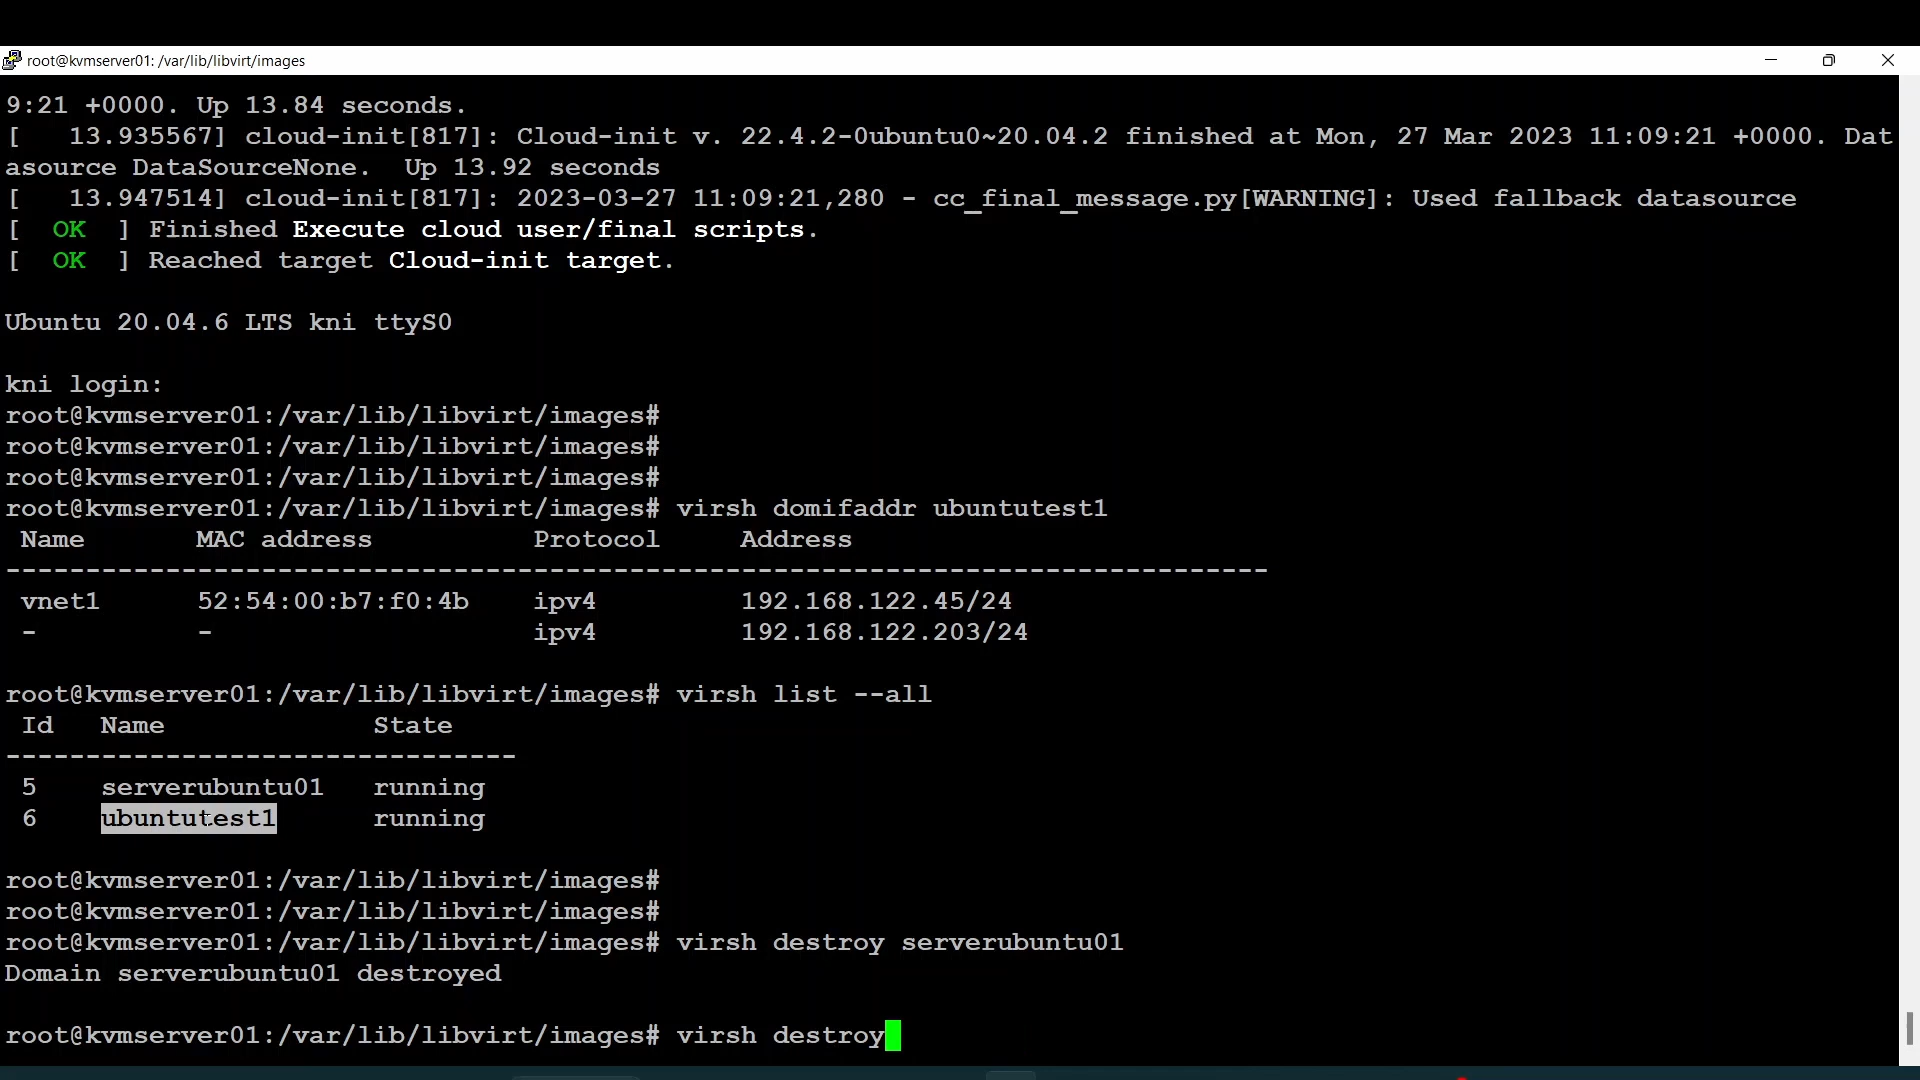 root@kvmserver01: /var/lib/libvirt/images
9:21 +0000. Up 13.84 seconds.
[   13.935567] cloud-init[817]: Cloud-init v. 22.4.2-0ubuntu0~20.04.2 finished at Mon, 27 Mar 2023 11:09:21 +0000. Dat
asource DataSourceNone.  Up 13.92 seconds
[   13.947514] cloud-init[817]: 2023-03-27 11:09:21,280 - cc_final_message.py[WARNING]: Used fallback datasource
[  OK  ] Finished Execute cloud user/final scripts.
[  OK  ] Reached target Cloud-init target.
Ubuntu 20.04.6 LTS kni ttyS0
kni login:
root@kvmserver01:/var/lib/libvirt/images#
root@kvmserver01:/var/lib/libvirt/images#
root@kvmserver01:/var/lib/libvirt/images#
root@kvmserver01:/var/lib/libvirt/images# virsh domifaddr ubuntutest1
Name       MAC address          Protocol     Address
-------------------------------------------------------------------------------
vnet1      52:54:00:b7:f0:4b    ipv4         192.168.122.45/24
-          -                    ipv4         192.168.122.203/24
root@kvmserver01:/var/lib/libvirt/images# virsh list --all
Id   Name             State
--------------------------------
5    serverubuntu01   running
6    ubuntutest1      running
root@kvmserver01:/var/lib/libvirt/images#
root@kvmserver01:/var/lib/libvirt/images#
root@kvmserver01:/var/lib/libvirt/images# virsh destroy serverubuntu01
Domain serverubuntu01 destroyed
root@kvmserver01:/var/lib/libvirt/images# virsh destroy